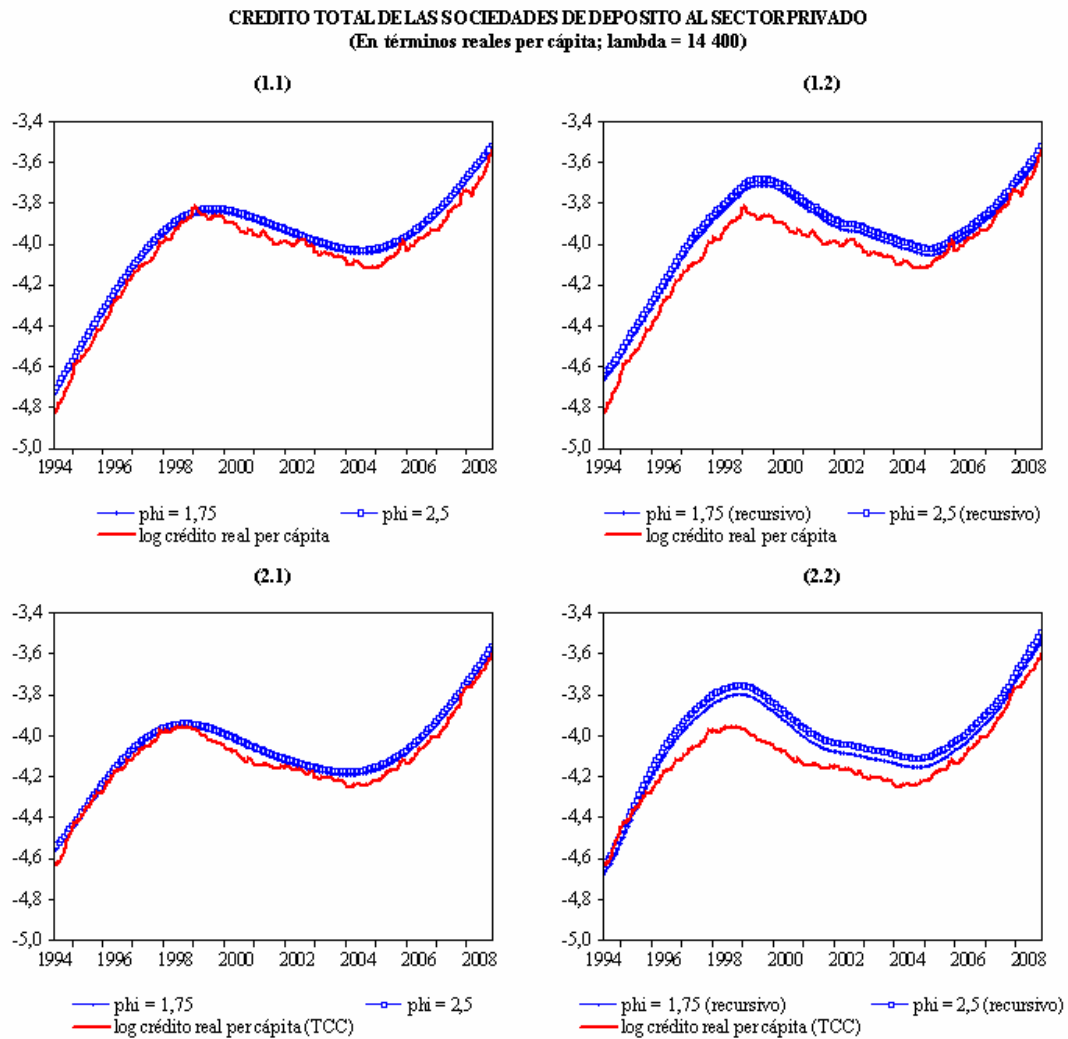 CREDITO TOTAL DE LAS SOCIEDADES DE DEPOSITO AL SECTOR PRIVADO
(En términos reales per cápita; lambda = 14 400)
(1.1)
-3,4
-3,6
-3,8
-4,0
-4,2
-4,4
-4,6
-4,8
-5,0
1994 1996 1998 2000 2002 2004 2006 2008
phi = 1,75
phi = 2,5
log crédito real per cápita
(1.2)
-3,4
-3,6
-3,8
-4,0
-4,2
-4,4
-4,6
-4,8
-5,0
1994 1996 1998 2000 2002 2004 2006 2008
phi = 1,75 (recursivo)
phi = 2,5 (recursivo)
log crédito real per cápita
(2.1)
-3,4
-3,6
-3,8
-4,0
-4,2
-4,4
-4,6
-4,8
-5,0
1994 1996 1998 2000 2002 2004 2006 2008
phi = 1,75
phi = 2,5
log crédito real per cápita (TCC)
(2.2)
-3,4
-3,6
-3,8
-4,0
-4,2
-4,4
-4,6
-4,8
-5,0
1994 1996 1998 2000 2002 2004 2006 2008
phi = 1,75 (recursivo)
phi = 2,5 (recursivo)
log crédito real per cápita (TCC)